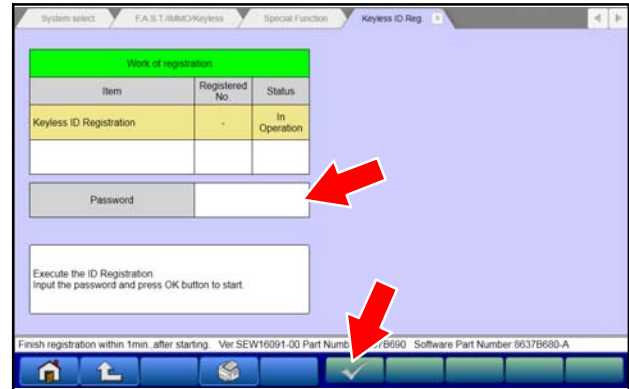 System select
F.A.S.T./IMMO/Keyless
Special Function
Keyless ID Reg.
Work of registration
Item
Registered No.
Status
Keyless ID Registration
-
In Operation
Password
Execute the ID Registration.
Input the password and press OK button to start.
Finish registration within 1min.,after starting. Ver.SEW16091-00 Part Numb 7B690 Software Part Number:8637B680-A